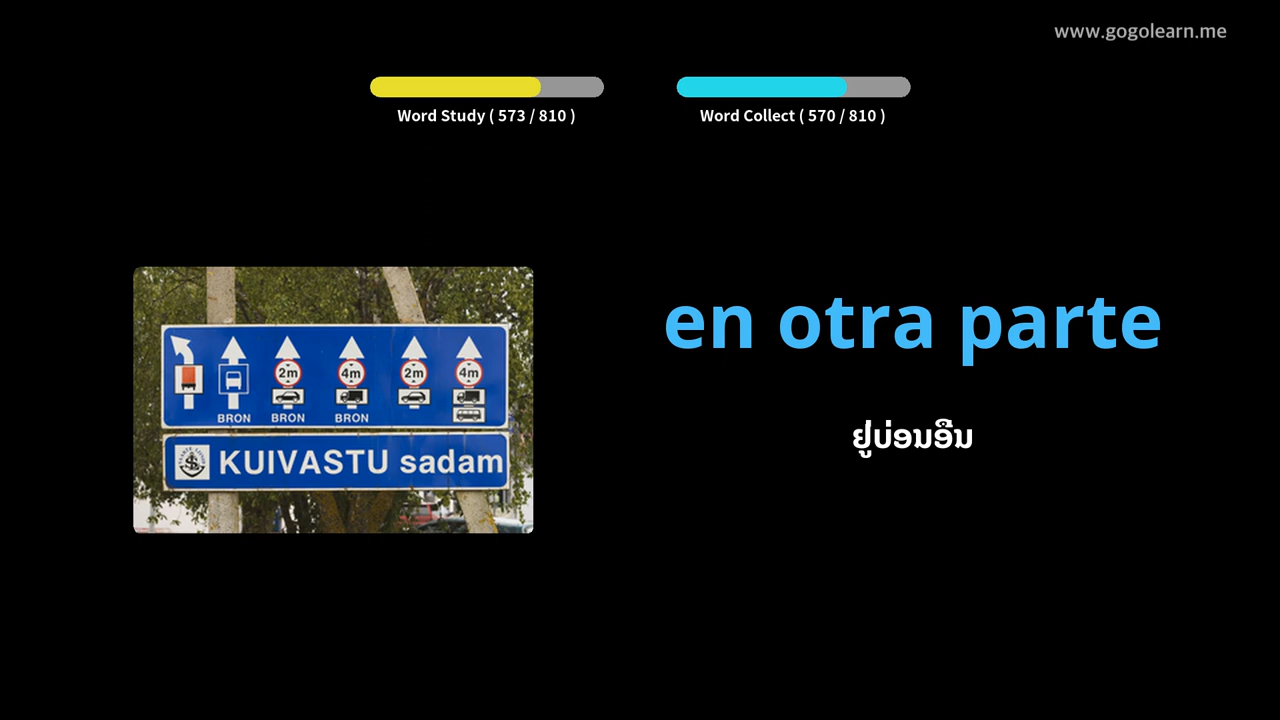 www.gogolearn.me
Word Study ( 573 / 810 )
Word Collect ( 570 / 810 )
en otra parte
ຢູ່ບ່ອນອື່ນ
2m 4m 2m 4m
BRON BRON BRON
KUIVASTU sadam